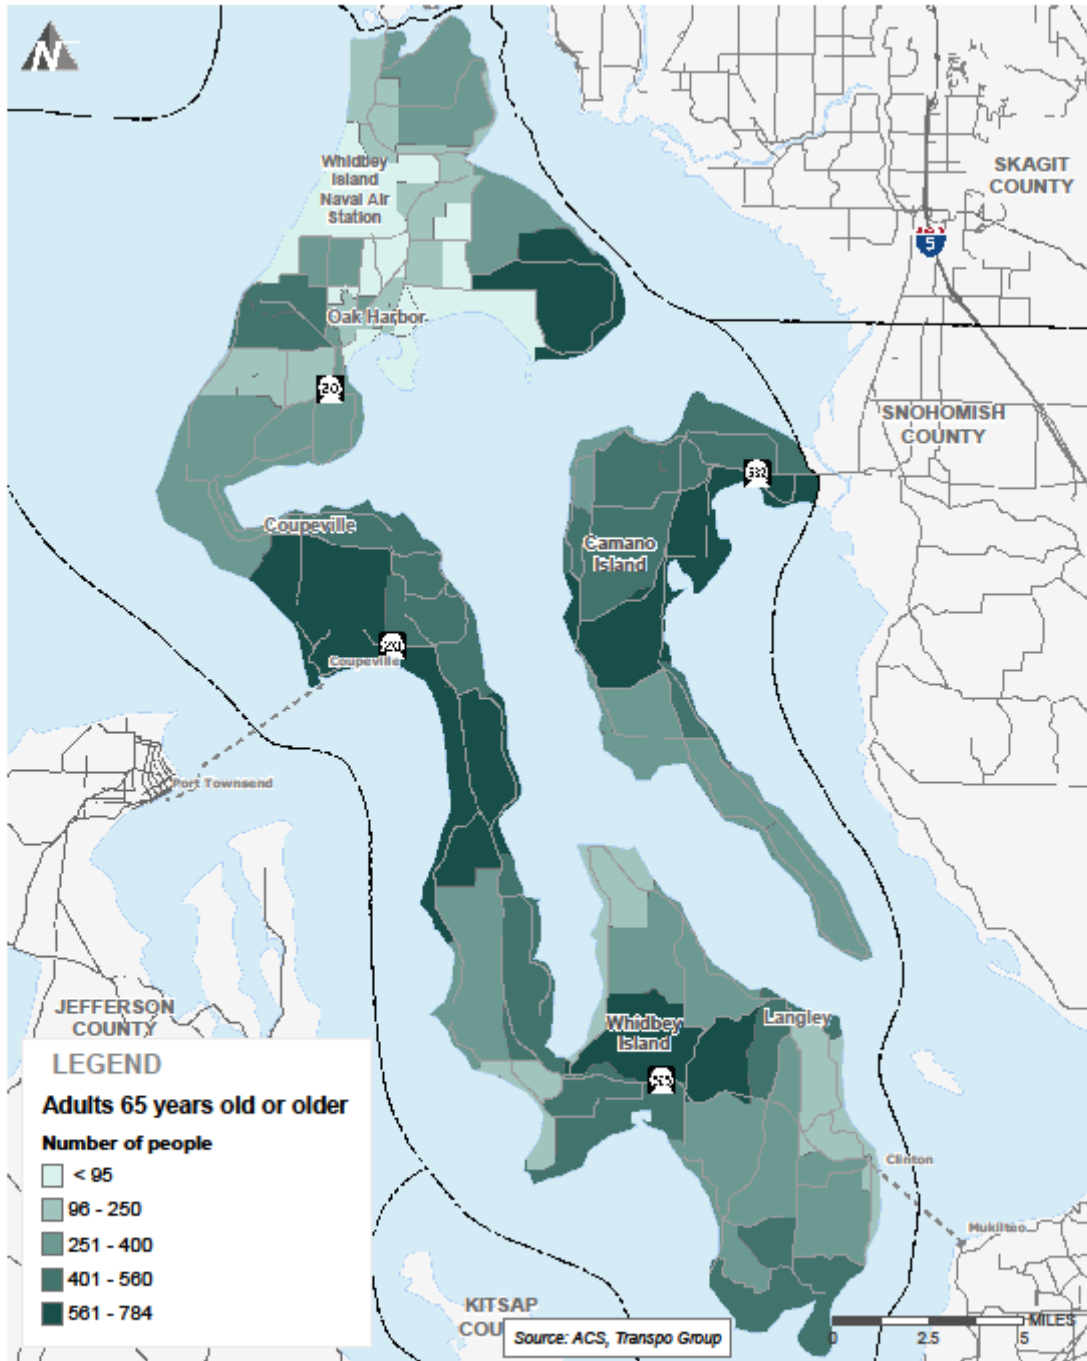 N
SKAGIT
COUNTY
5
Whidbey
Island
Naval Air
Station
Oak Harbor
20
SNOHOMISH
COUNTY
532
Coupeville
Camano
Island
20
Coupeville
Port Townsend
JEFFERSON
COUNTY
Whidbey
Island
Langley
525
Clinton
Mukilteo
LEGEND
Adults 65 years old or older
Number of people
< 95
96 - 250
251 - 400
401 - 560
561 - 784
KITSAP
Source: ACS, Transpo Group
MILES
0 2.5 5